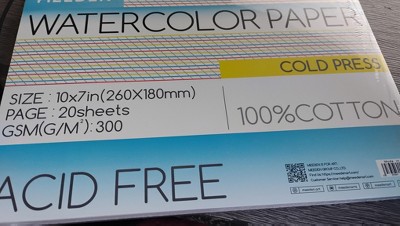 WATERCOLOR PAPER
COLD PRESS
SIZE : 10x7in(260X180mm)
PAGE : 20sheets
GSM(G/M²): 300
100%COTTON
ACID FREE